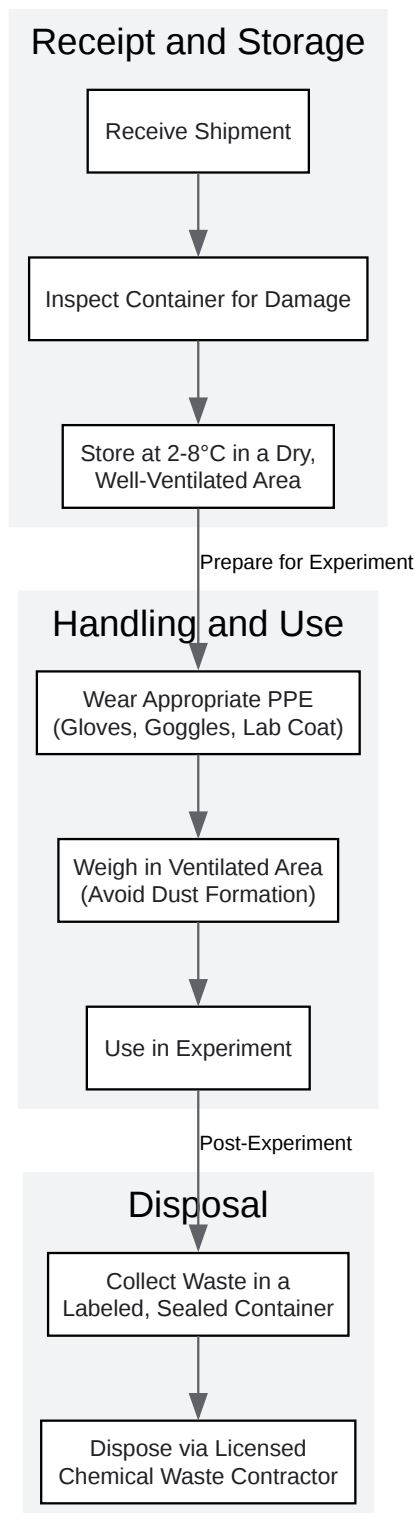 Receipt and Storage
Receive Shipment
Inspect Container for Damage
Store at 2-8°C in a Dry,
Well-Ventilated Area
Prepare for Experiment
Handling and Use
Wear Appropriate PPE
(Gloves, Goggles, Lab Coat)
Weigh in Ventilated Area
(Avoid Dust Formation)
Use in Experiment
Post-Experiment
Disposal
Collect Waste in a
Labeled, Sealed Container
Dispose via Licensed
Chemical Waste Contractor